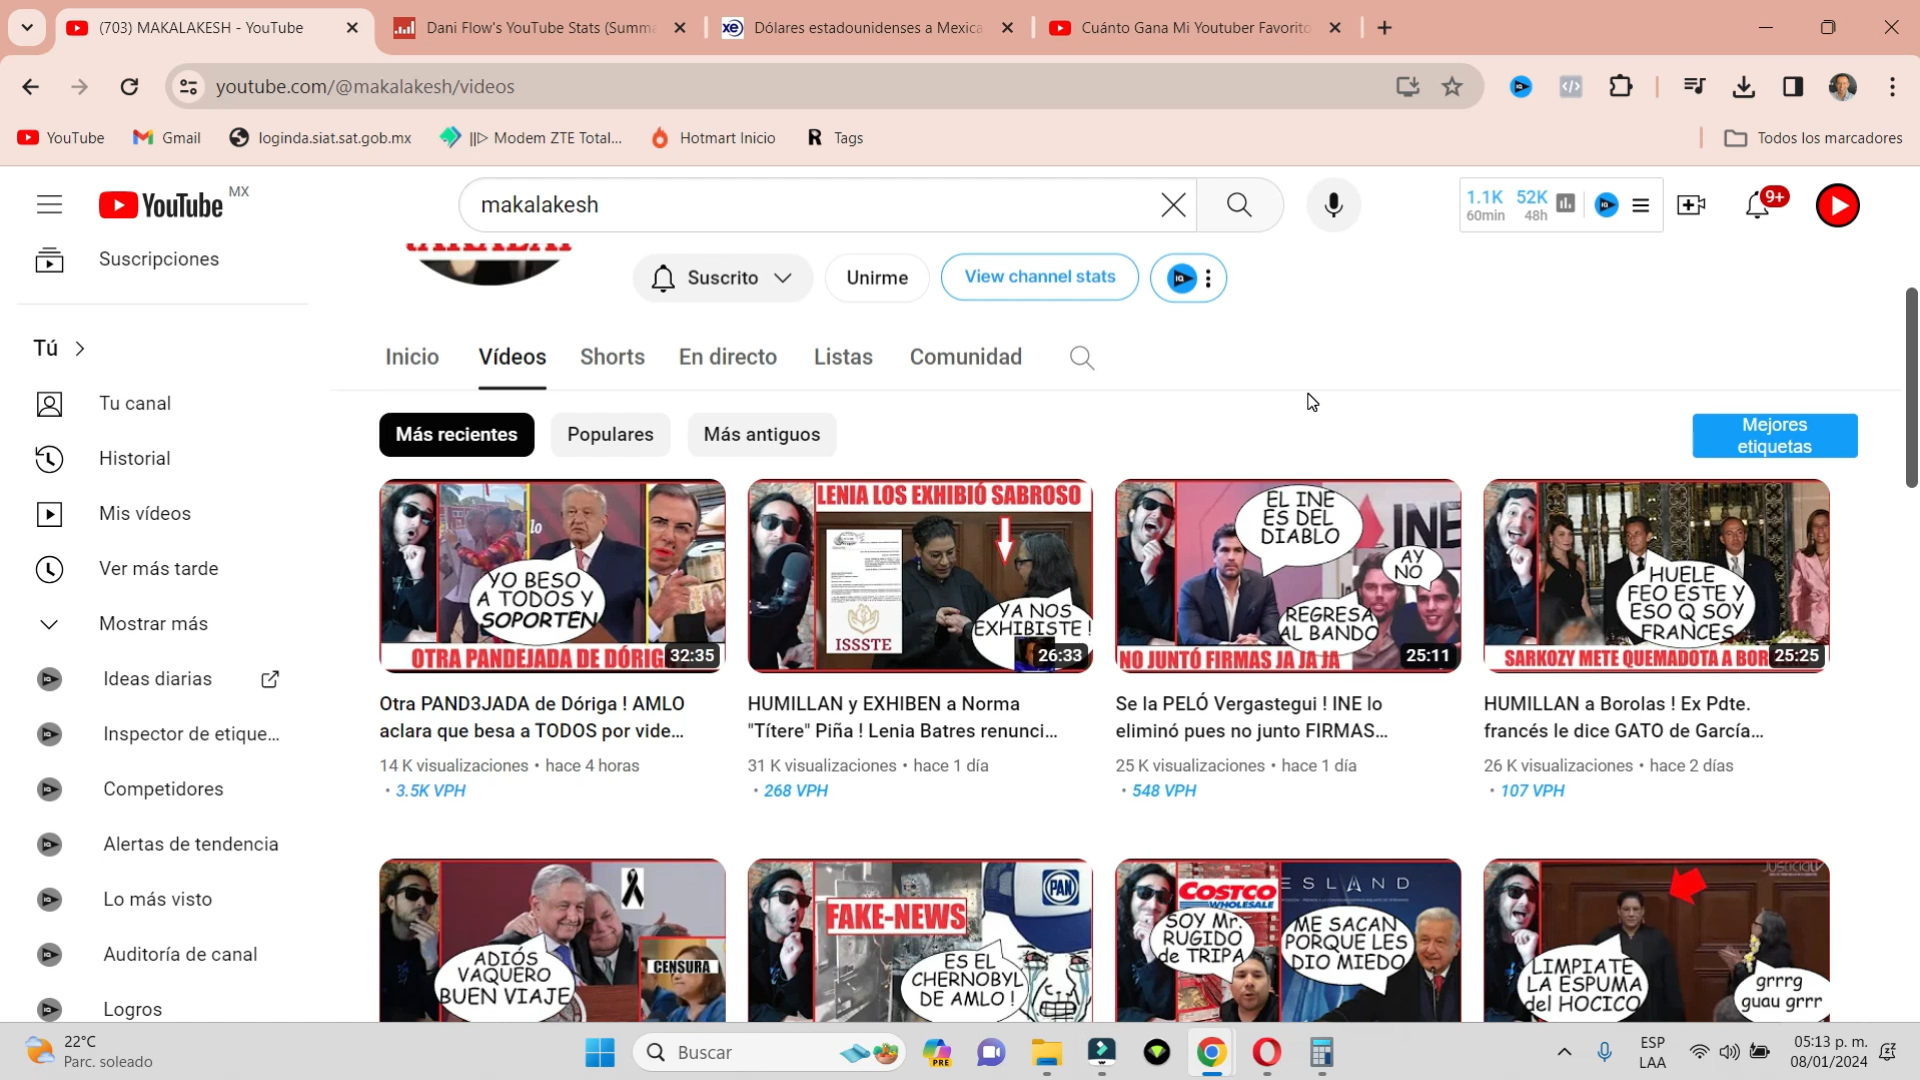 (703) MAKALAKESH - YouTube
Dani Flow's YouTube Stats (Summa
Dólares estadounidenses a Mexica
Cuánto Gana Mi Youtuber Favorito
youtube.com/@makalakesh/videos
YouTube
Gmail
loginda.siat.sat.gob.mx
||▷ Modem ZTE Total...
Hotmart Inicio
R Tags
Todos los marcadores
YouTube MX
makalakesh
1.1K 52K
60min 48h
9+
Suscripciones
Suscrito
Unirme
View channel stats
Tú
Inicio
Vídeos
Shorts
En directo
Listas
Comunidad
Tu canal
Historial
Mis vídeos
Ver más tarde
Mostrar más
Ideas diarias
Inspector de etique...
Competidores
Alertas de tendencia
Lo más visto
Auditoría de canal
Logros
Más recientes
Populares
Más antiguos
Mejores
etiquetas
YO BESO
A TODOS Y
SOPORTEN
OTRA PANDEJADA DE DÓRIG
32:35
LENIA LOS EXHIBIÓ SABROSO
ISSSTE
YA NOS
EXHIBISTE !
26:33
EL INE
ES DEL
DIABLO
INE
AY
NO
REGRESA
AL BANDO
NO JUNTÓ FIRMAS JA JA JA
25:11
HUELE
FEO ESTE Y
ESO Q SOY
FRANCES
SARKOZY METE QUEMADOTA A BOR
25:25
Otra PAND3JADA de Dóriga ! AMLO
aclara que besa a TODOS por vide...
14 K visualizaciones • hace 4 horas
• 3.5K VPH
HUMILLAN y EXHIBEN a Norma
"Títere" Piña ! Lenia Batres renunci...
31 K visualizaciones • hace 1 día
• 268 VPH
Se la PELÓ Vergastegui ! INE lo
eliminó pues no junto FIRMAS...
25 K visualizaciones • hace 1 día
• 548 VPH
HUMILLAN a Borolas ! Ex Pdte.
francés le dice GATO de García...
26 K visualizaciones • hace 2 días
• 107 VPH
ADIÓS
VAQUERO
BUEN VIAJE
CENSURA
FAKE-NEWS
PAN
ES EL
CHERNOBYL
DE AMLO !
COSTCO
WHOLESALE
SOY Mr.
RUGIDO
de TRIPA
ESLAND
ME SACAN
PORQUE LES
DIO MIEDO
LIMPIATE
LA ESPUMA
del HOCICO
grrrg
guau grrr
22°C
Parc. soleado
Buscar
PRE
ESP
LAA
05:13 p. m.
08/01/2024